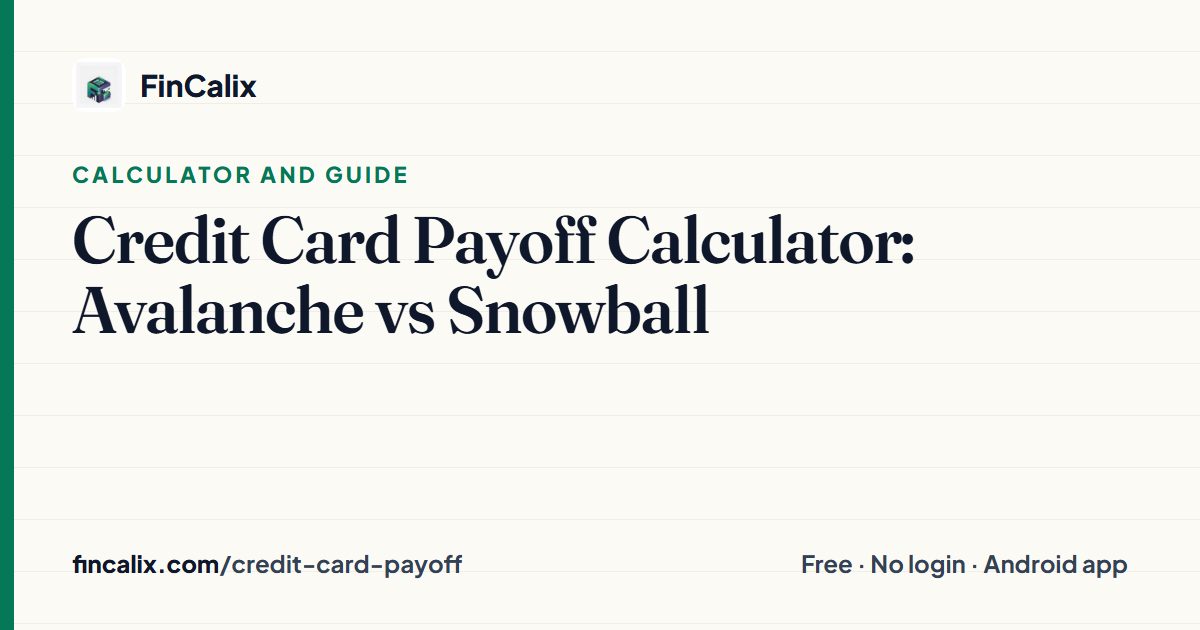 FinCalix
CALCULATOR AND GUIDE
Credit Card Payoff Calculator:
Avalanche vs Snowball
fincalix.com/credit-card-payoff
Free · No login · Android app